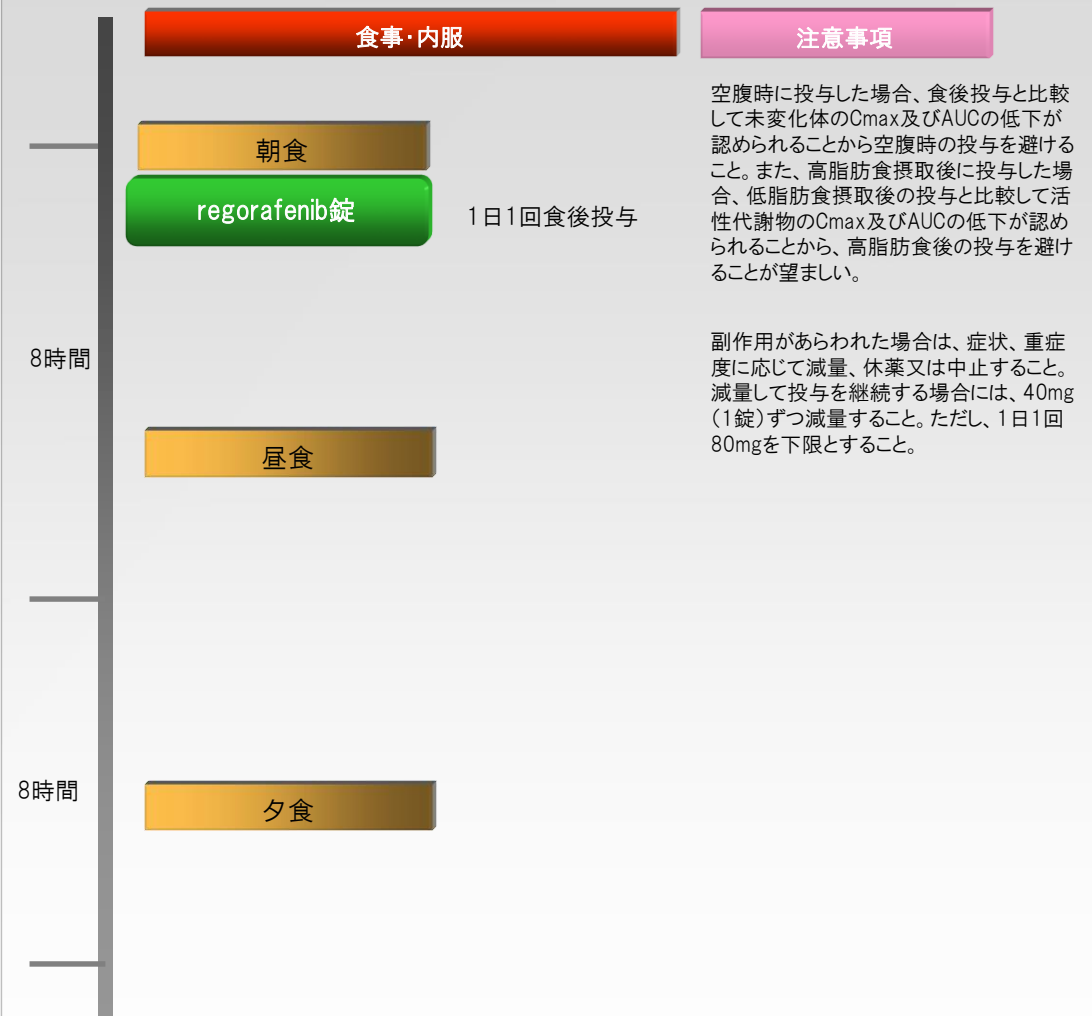 食事・内服
注意事項
朝食
regorafenib錠
1日1回食後投与
空腹時に投与した場合、食後投与と比較
して未変化体のCmax及びAUCの低下が
認められることから空腹時の投与を避ける
こと。また、高脂肪食摂取後に投与した場
合、低脂肪食摂取後の投与と比較して活
性代謝物のCmax及びAUCの低下が認め
られることから、高脂肪食後の投与を避け
ることが望ましい。
8時間
副作用があらわれた場合は、症状、重症
度に応じて減量、休薬又は中止すること。
減量して投与を継続する場合には、40mg
（1錠）ずつ減量すること。ただし、1日1回
80mgを下限とすること。
昼食
8時間
夕食